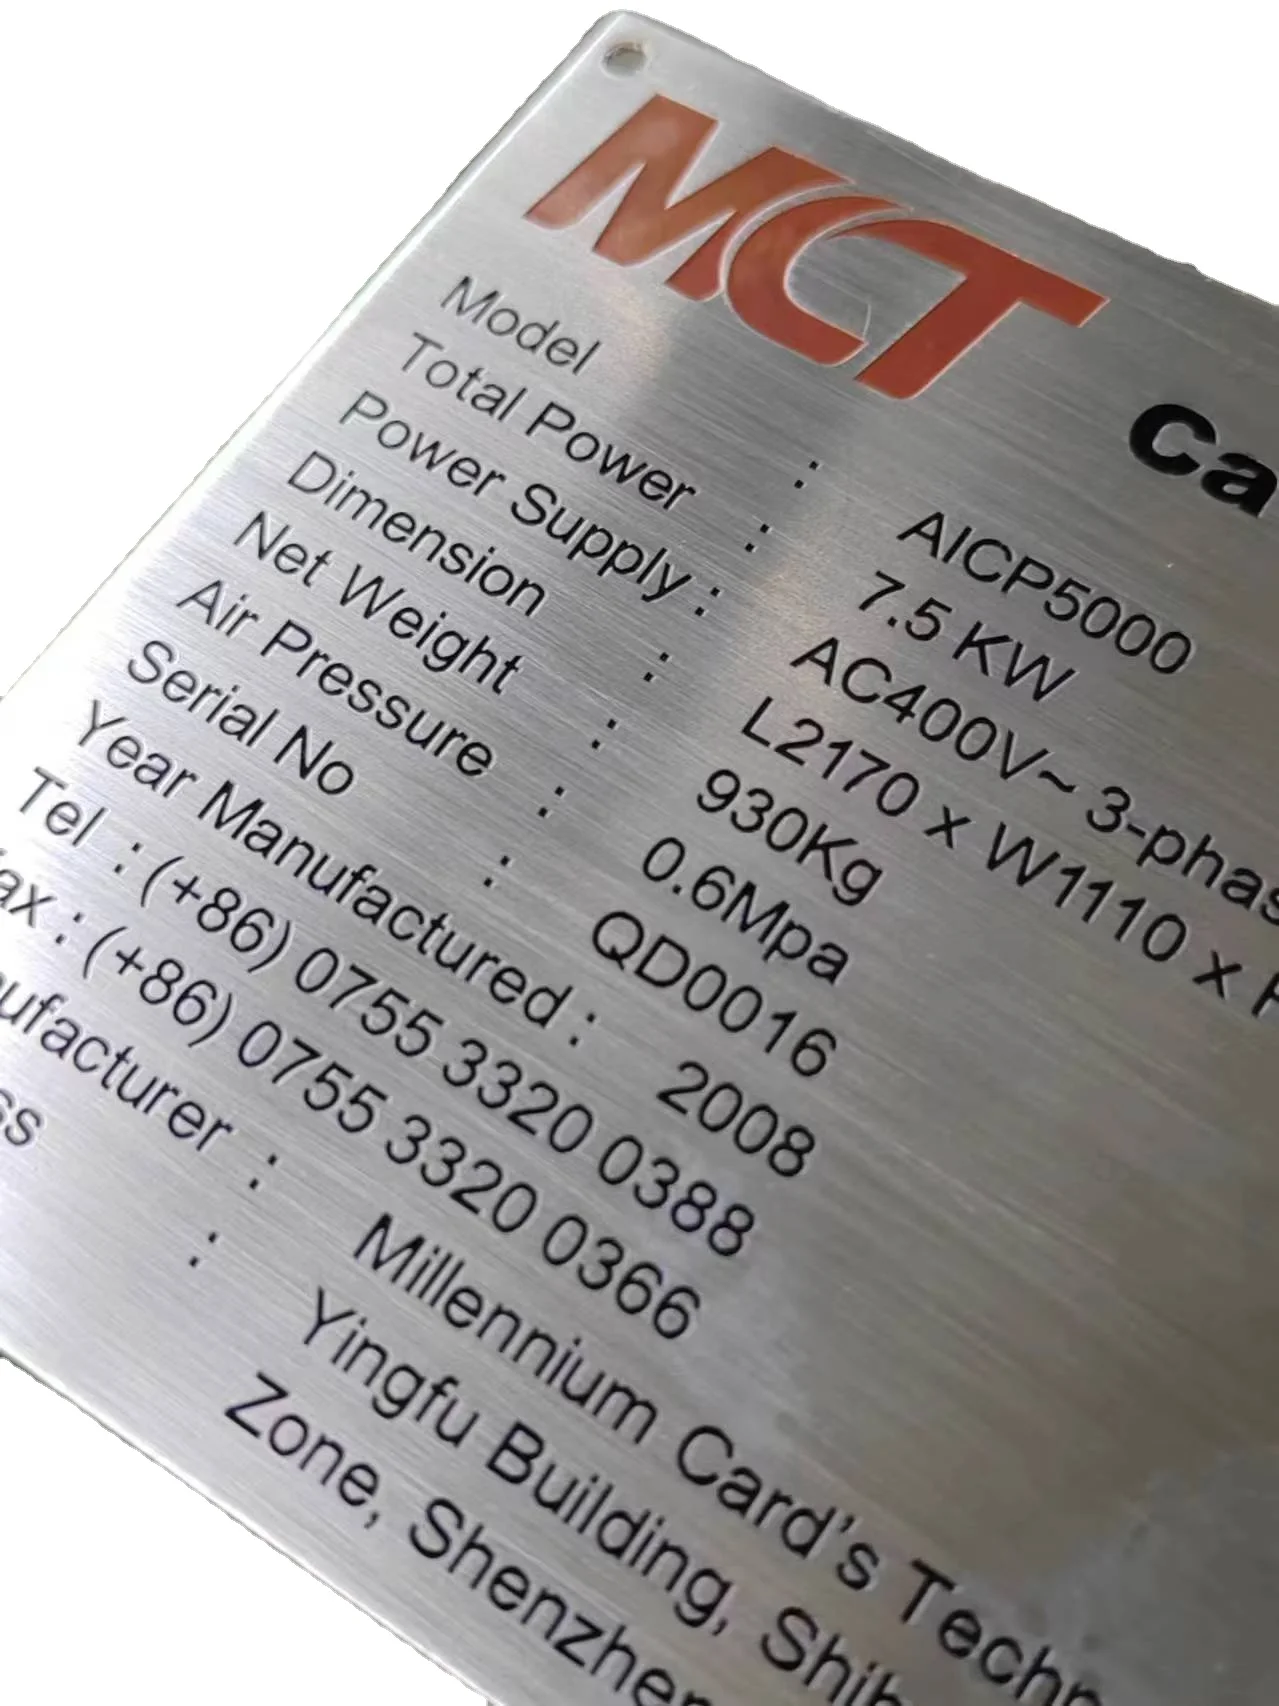 MCT
Ca
Model : AICP5000
Total Power : 7.5 KW
Power Supply : AC400V~ 3-phas
Dimension : L2170 x W1110 x
Net Weight : 930Kg
Air Pressure : 0.6Mpa
Serial No : QD0016
Year Manufactured : 2008
Tel : (+86) 0755 3320 0388
ax : (+86) 0755 3320 0366
ufacturer : Millennium Card's Techn
ss : Yingfu Building, Shih
Zone, Shenzhen